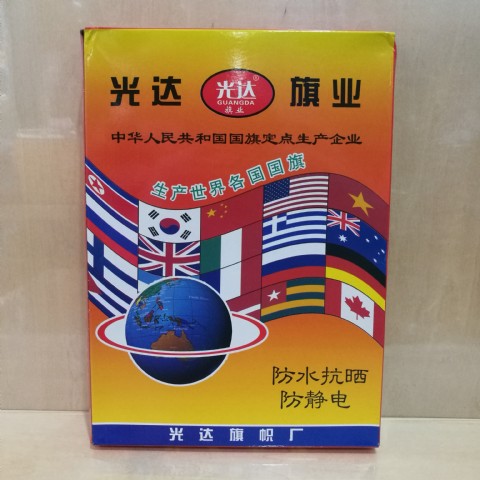 光达 光达® GUANGDA 旗业 旗业
中华人民共和国国旗定点生产企业
生产世界各国国旗
防水抗晒
防静电
光达旗帜厂